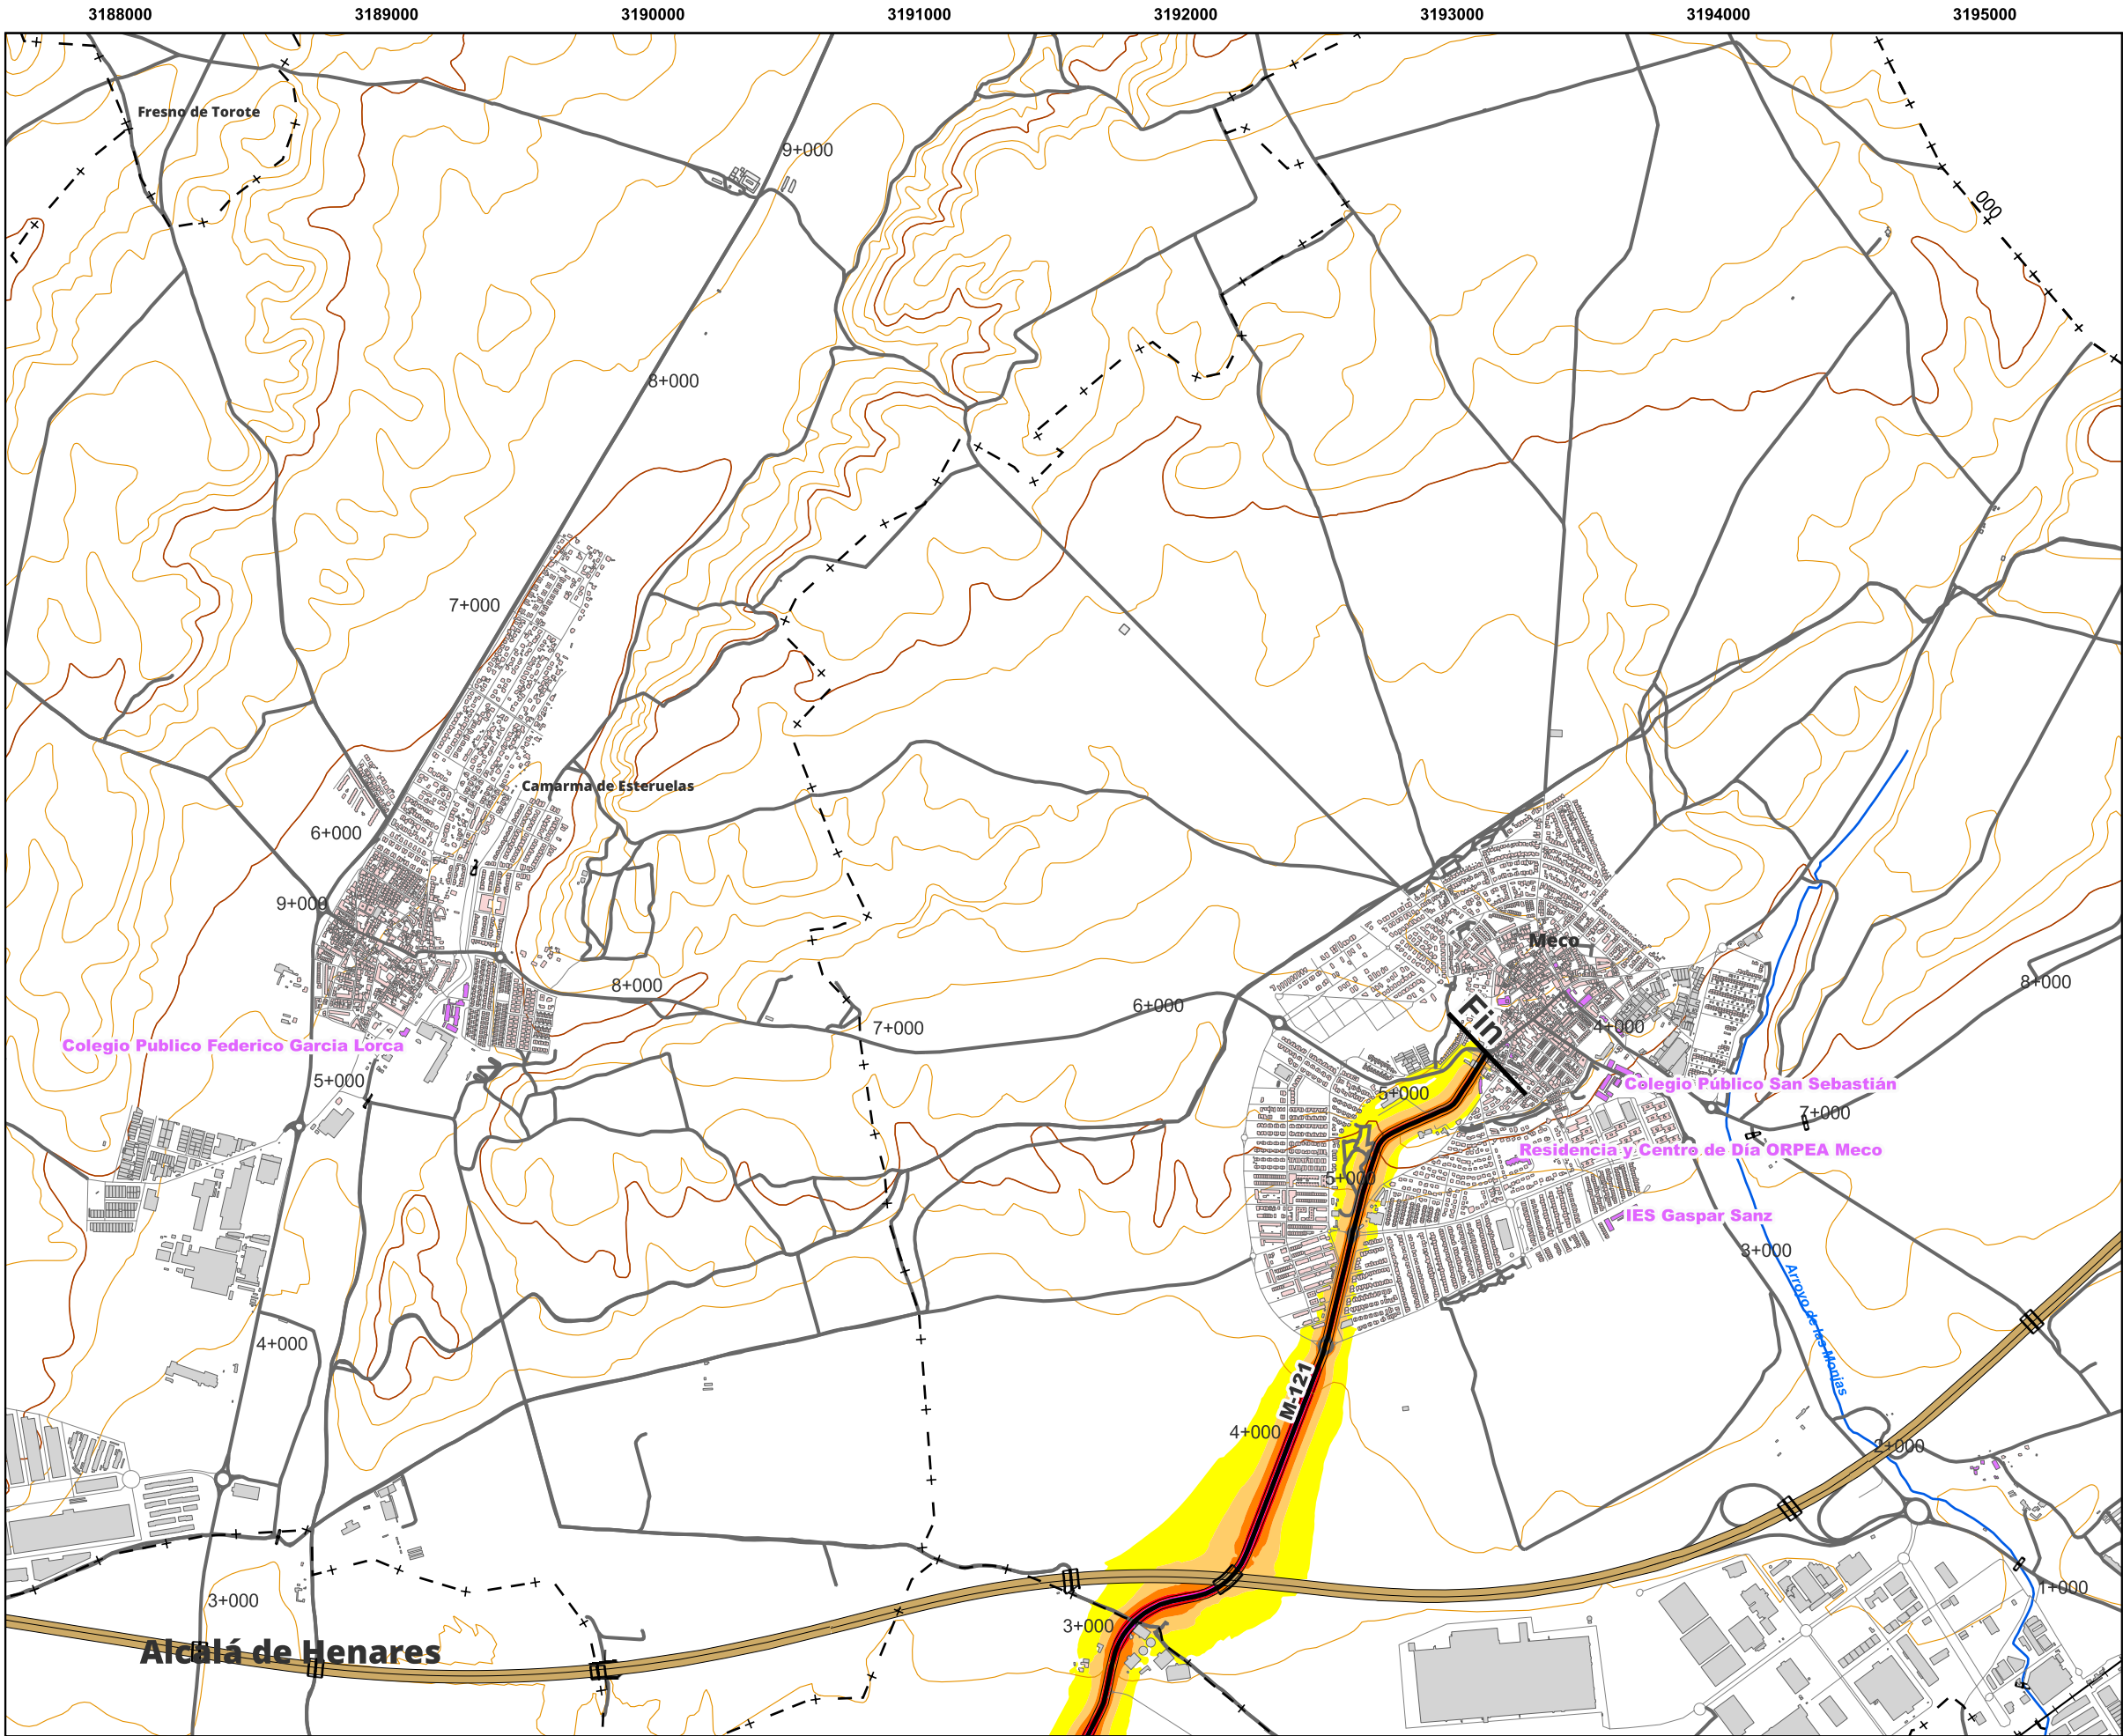 3188000 3189000 3190000 3191000 3192000 3193000 3194000 3195000
Fresno de Torote
9+000
000
8+000
7+000
Camarma de Esteruelas
6+000
9+000
Meco
8+000
8+000
6+000
7+000
Fin
4+000
Colegio Publico Federico Garcia Lorca
5+000
5+000
Colegio Público San Sebastián
7+000
Residencia y Centro de Día ORPEA Meco
5+000
IES Gaspar Sanz
3+000
Arroyo de las Monjas
4+000
M-121
4+000
2+000
3+000
1+000
3+000
Alcalá de Henares